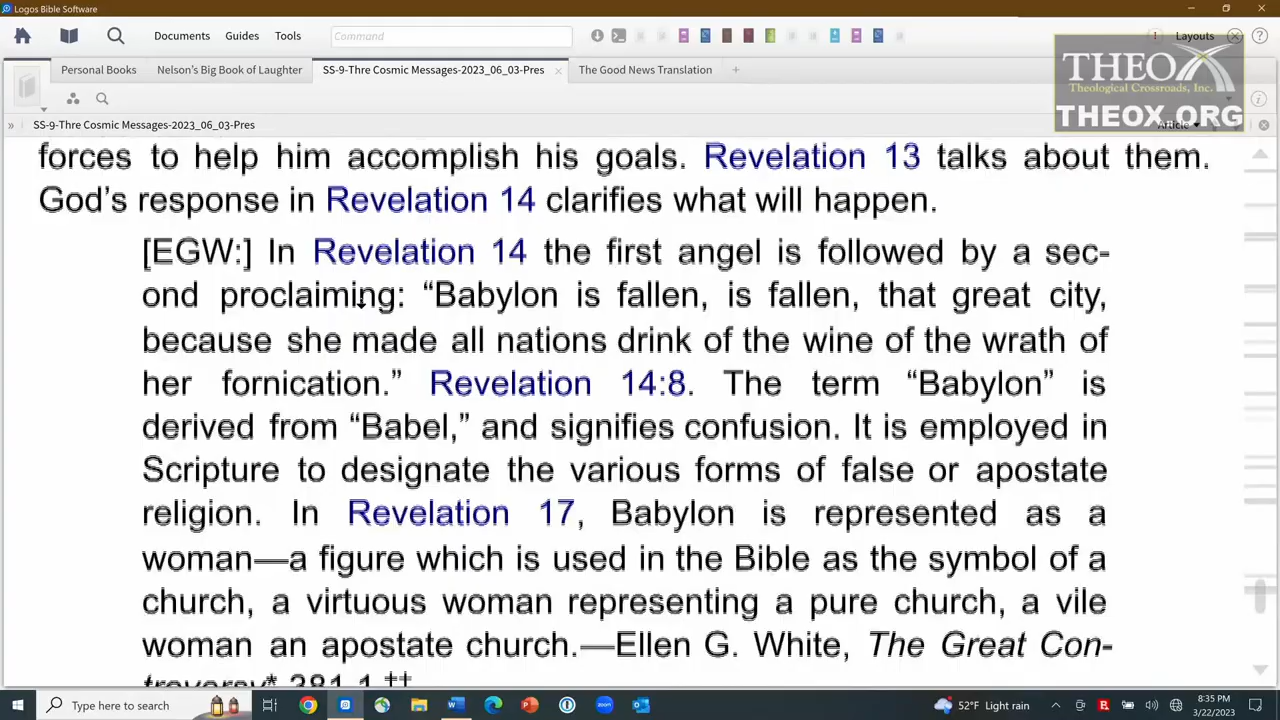 Logos Bible Software
Documents Guides Tools Command Layouts
Personal Books Nelson's Big Book of Laughter SS-9-Thre Cosmic Messages-2023_06_03-Pres The Good News Translation
THEOX
Theological Crossroads, Inc.
THEOX.ORG
SS-9-Thre Cosmic Messages-2023_06_03-Pres Article
forces to help him accomplish his goals. Revelation 13 talks about them.
God's response in Revelation 14 clarifies what will happen.
[EGW:] In Revelation 14 the first angel is followed by a sec-
ond proclaiming: “Babylon is fallen, is fallen, that great city,
because she made all nations drink of the wine of the wrath of
her fornication.” Revelation 14:8. The term “Babylon” is
derived from “Babel,” and signifies confusion. It is employed in
Scripture to designate the various forms of false or apostate
religion. In Revelation 17, Babylon is represented as a
woman—a figure which is used in the Bible as the symbol of a
church, a virtuous woman representing a pure church, a vile
woman an apostate church.—Ellen G. White, The Great Con-
troversy* 381.1.‡‡
Type here to search 52°F Light rain 8:35 PM
3/22/2023